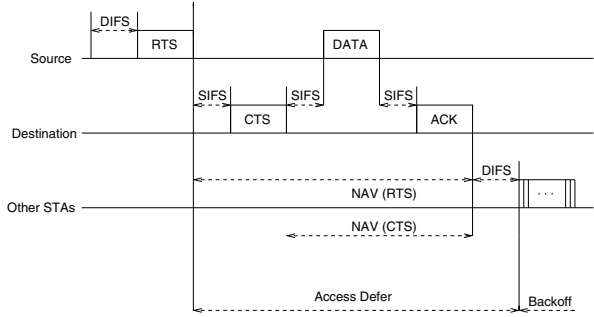 DIFS
RTS
DATA
Source
SIFS
SIFS
SIFS
CTS
ACK
Destination
DIFS
NAV (RTS)
...
Other STAs
NAV (CTS)
Access Defer
Backoff